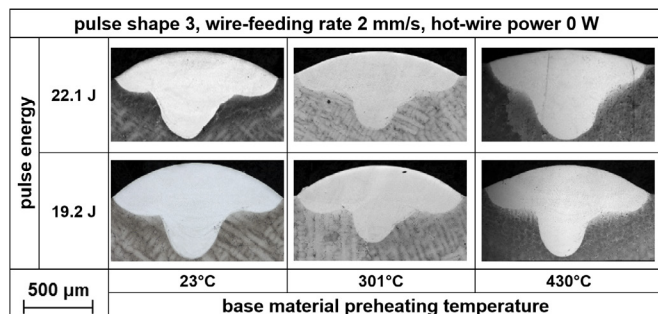 pulse shape 3, wire-feeding rate 2 mm/s, hot-wire power 0 W
pulse energy
22.1 J
19.2 J
23°C 301°C 430°C
500 µm
base material preheating temperature